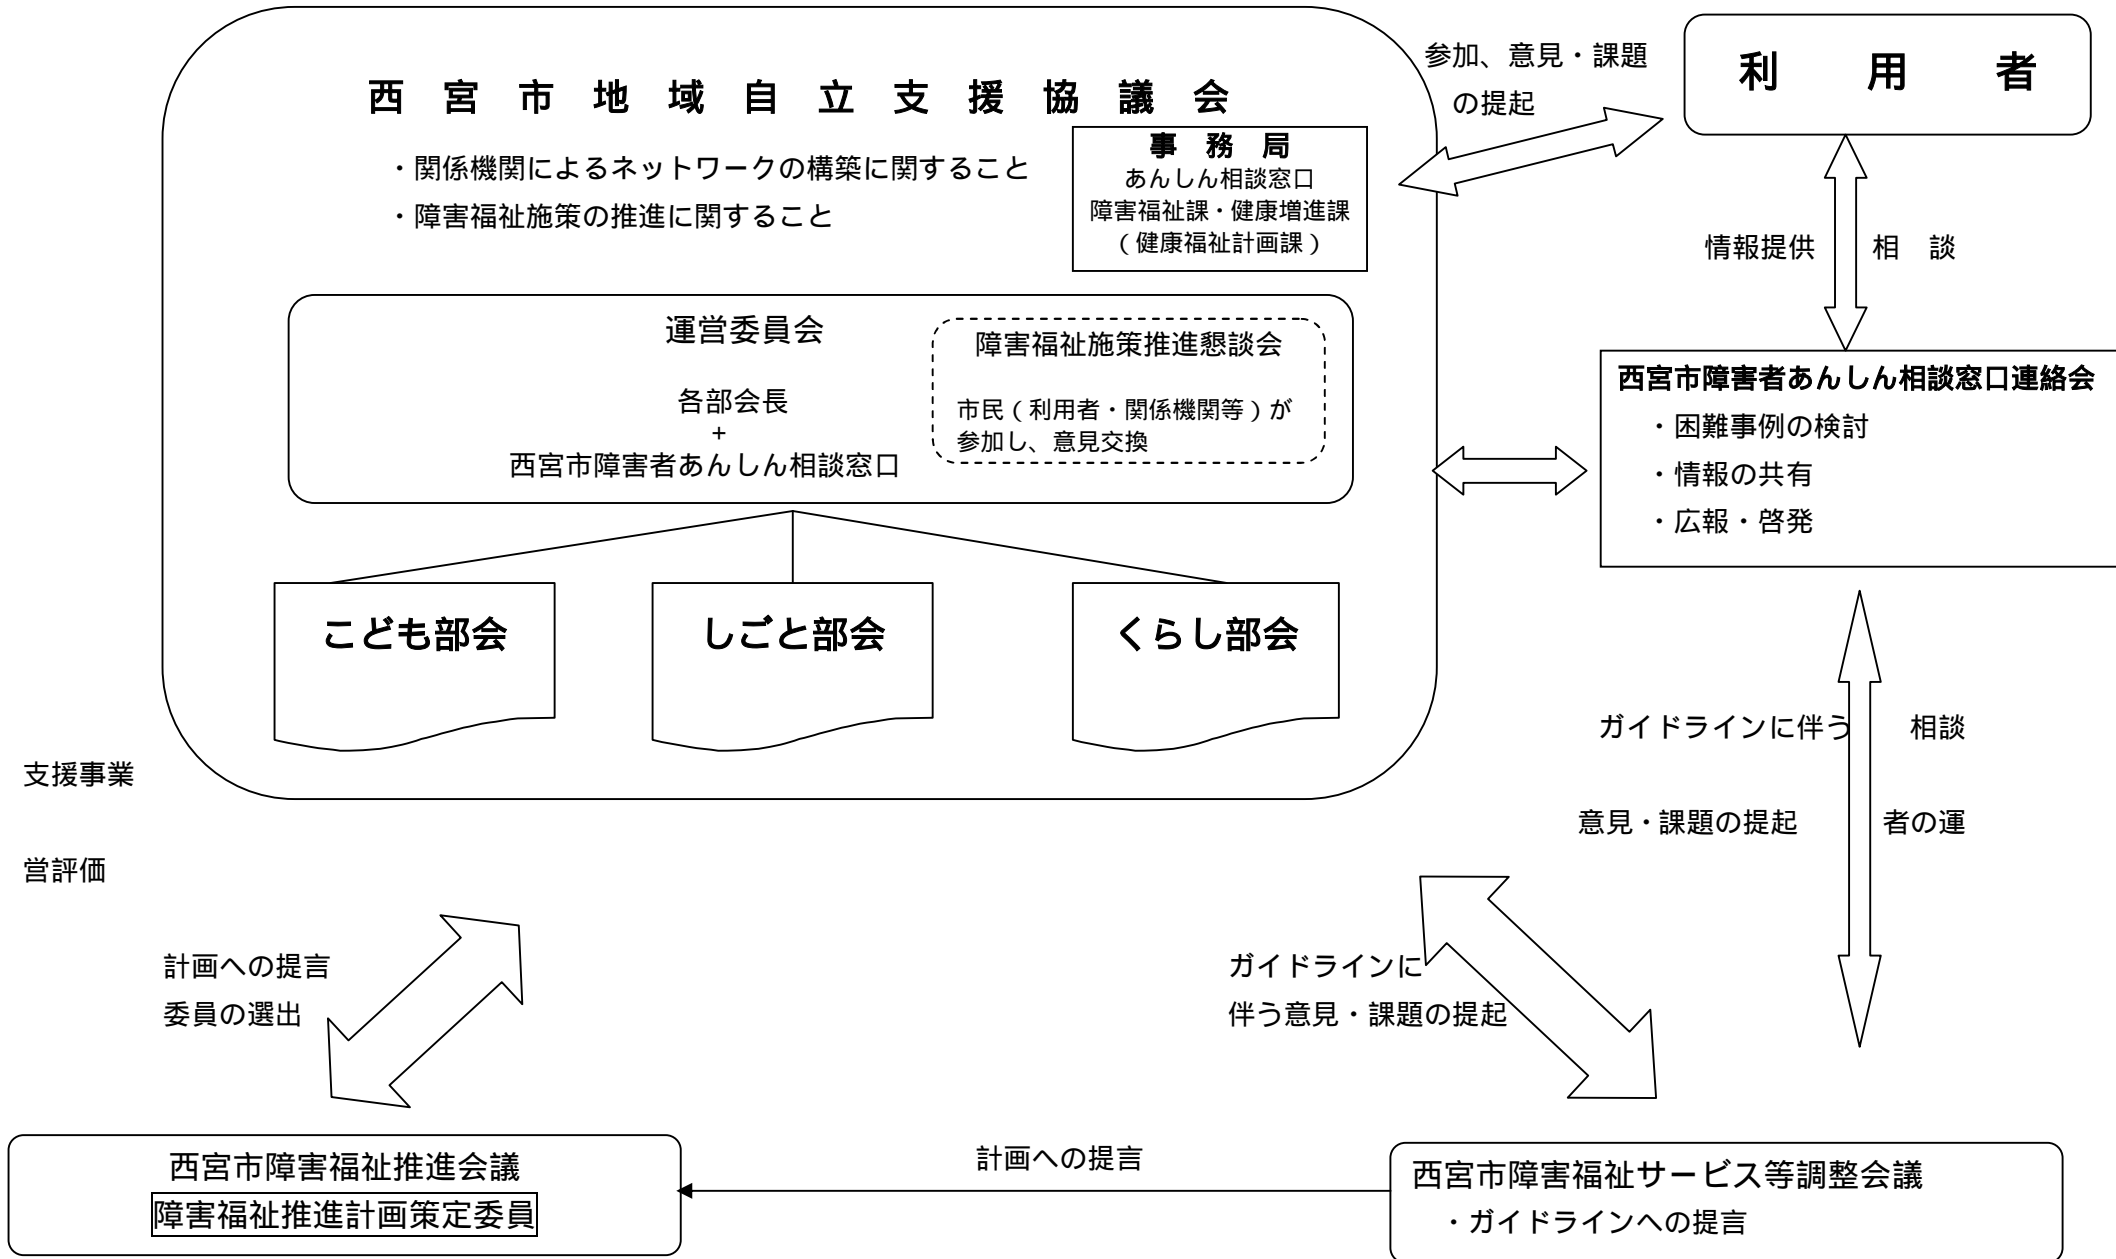 西宮市地域自立支援協議会
・関係機関によるネットワークの構築に関すること
・障害福祉施策の推進に関すること
事務局
あんしん相談窓口
障害福祉課・健康増進課
（健康福祉計画課）
運営委員会
各部会長
+
西宮市障害者あんしん相談窓口
障害福祉施策推進懇談会
市民（利用者・関係機関等）が
参加し、意見交換
こども部会
しごと部会
くらし部会
参加、意見・課題
の提起
利用者
情報提供
相　談
西宮市障害者あんしん相談窓口連絡会
・困難事例の検討
・情報の共有
・広報・啓発
ガイドラインに伴う　　相談
支援事業
意見・課題の提起　　　者の運
営評価
計画への提言
委員の選出
ガイドラインに
伴う意見・課題の提起
西宮市障害福祉推進会議
障害福祉推進計画策定委員
計画への提言
西宮市障害福祉サービス等調整会議
・ガイドラインへの提言